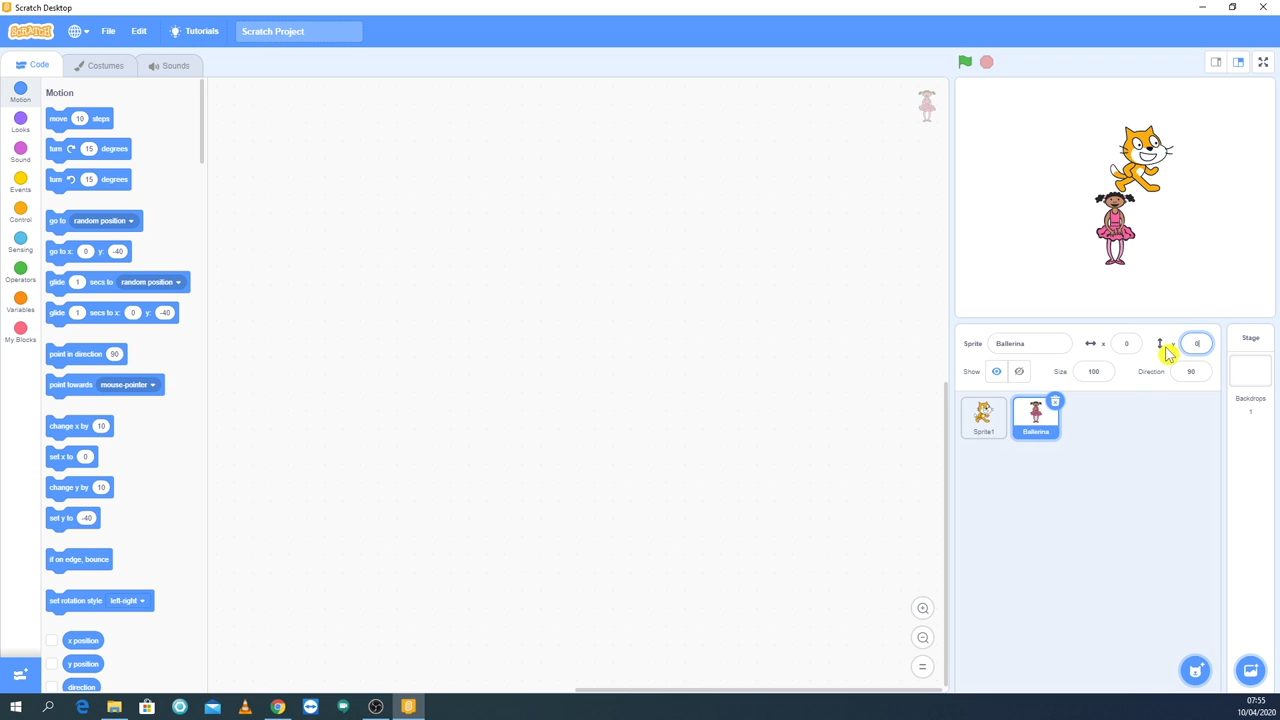 Scratch Desktop
SCRATCH File Edit Tutorials Scratch Project
Code Costumes Sounds
Motion
Looks
Sound
Events
Control
Sensing
Operators
Variables
My Blocks
Motion
move 10 steps
turn 15 degrees
turn 15 degrees
go to random position
go to x: 0 y: -40
glide 1 secs to random position
glide 1 secs to x: 0 y: -40
point in direction 90
point towards mouse-pointer
change x by 10
set x to 0
change y by 10
set y to -40
if on edge, bounce
set rotation style left-right
x position
y position
direction
Sprite Ballerina x 0 y 0
Show Size 100 Direction 90
Sprite1 Ballerina
Stage
Backdrops
1
07:55
10/04/2020